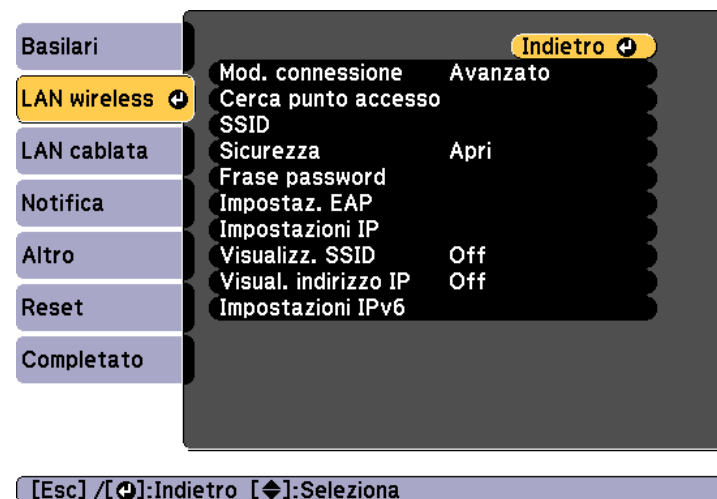 Basilari
LAN wireless
LAN cablata
Notifica
Altro
Reset
Completato
Indietro
Mod. connessione Avanzato
Cerca punto accesso
SSID
Sicurezza Apri
Frase password
Impostaz. EAP
Impostazioni IP
Visualizz. SSID Off
Visual. indirizzo IP Off
Impostazioni IPv6
[Esc] /[⏎]:Indietro [◆]:Seleziona